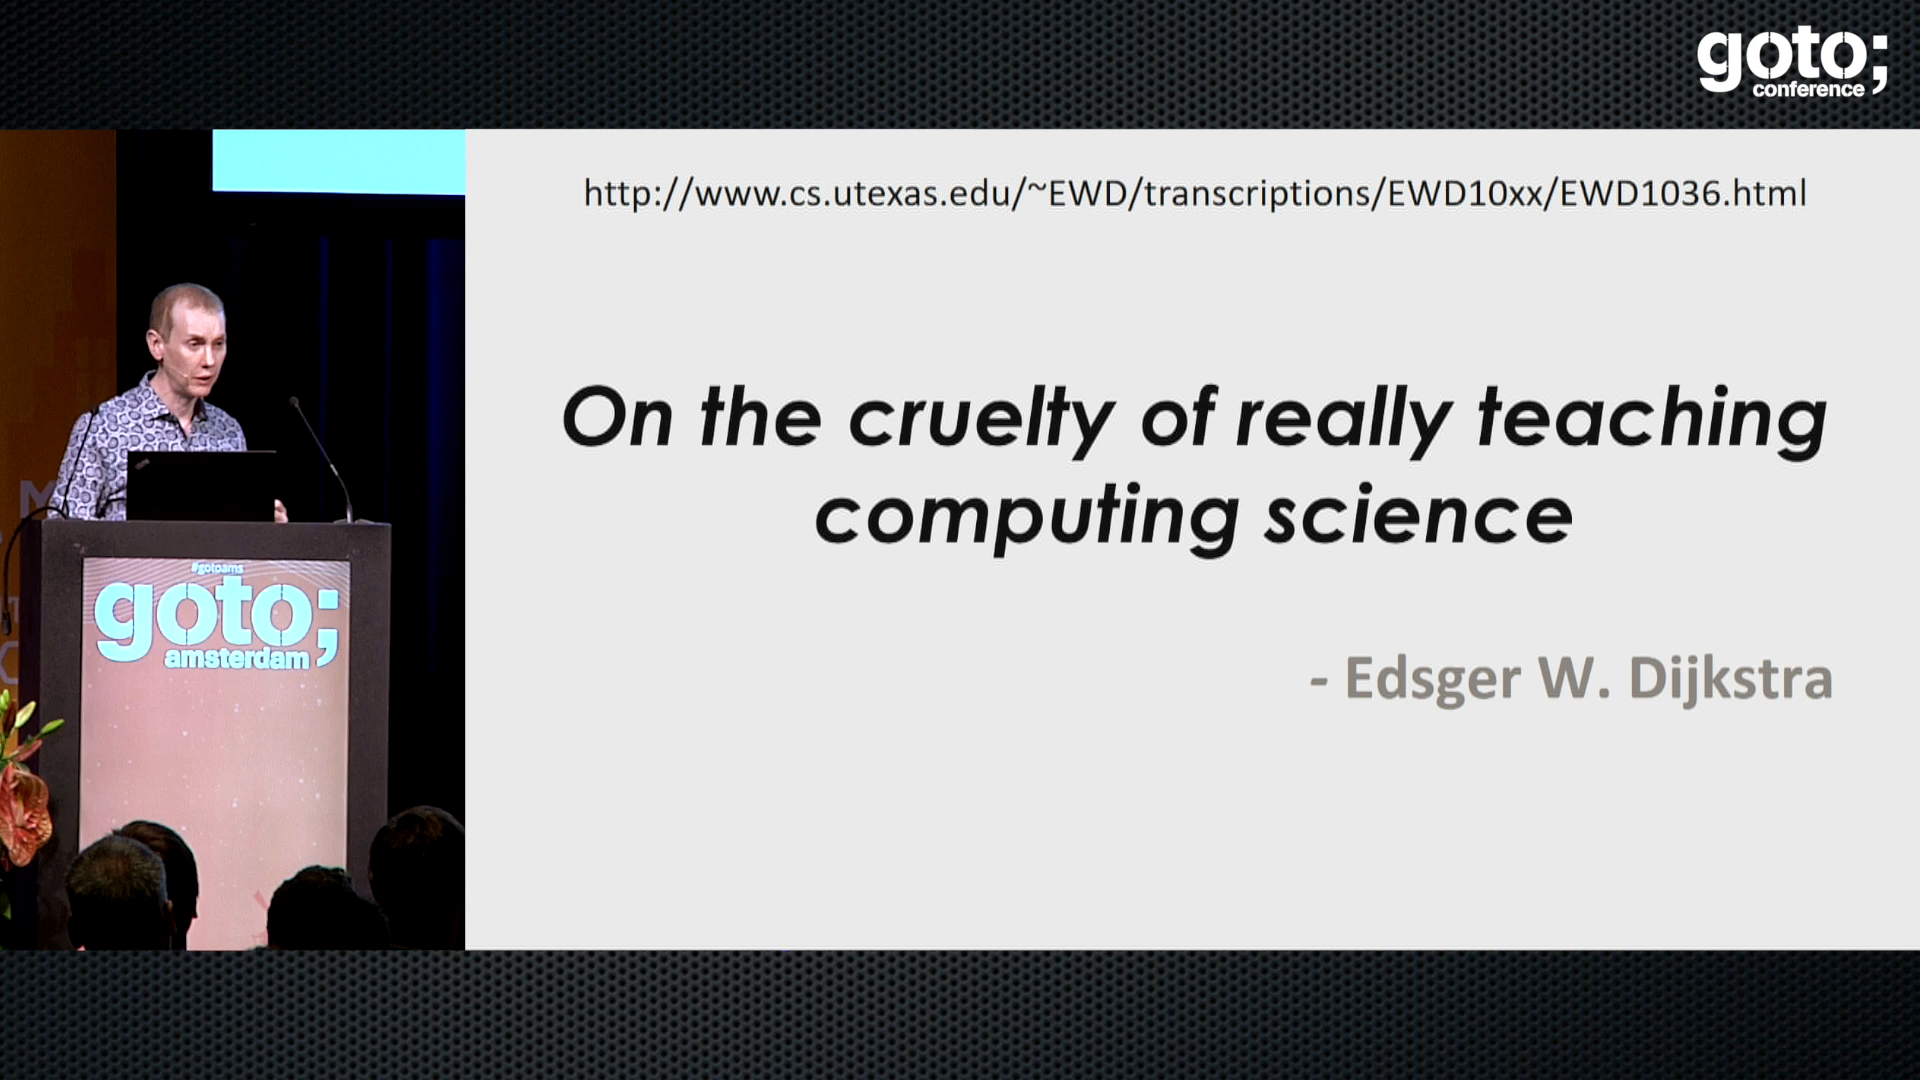 goto;
conference
http://www.cs.utexas.edu/~EWD/transcriptions/EWD10xx/EWD1036.html
On the cruelty of really teaching
computing science
- Edsger W. Dijkstra
#gotoams
goto;
amsterdam